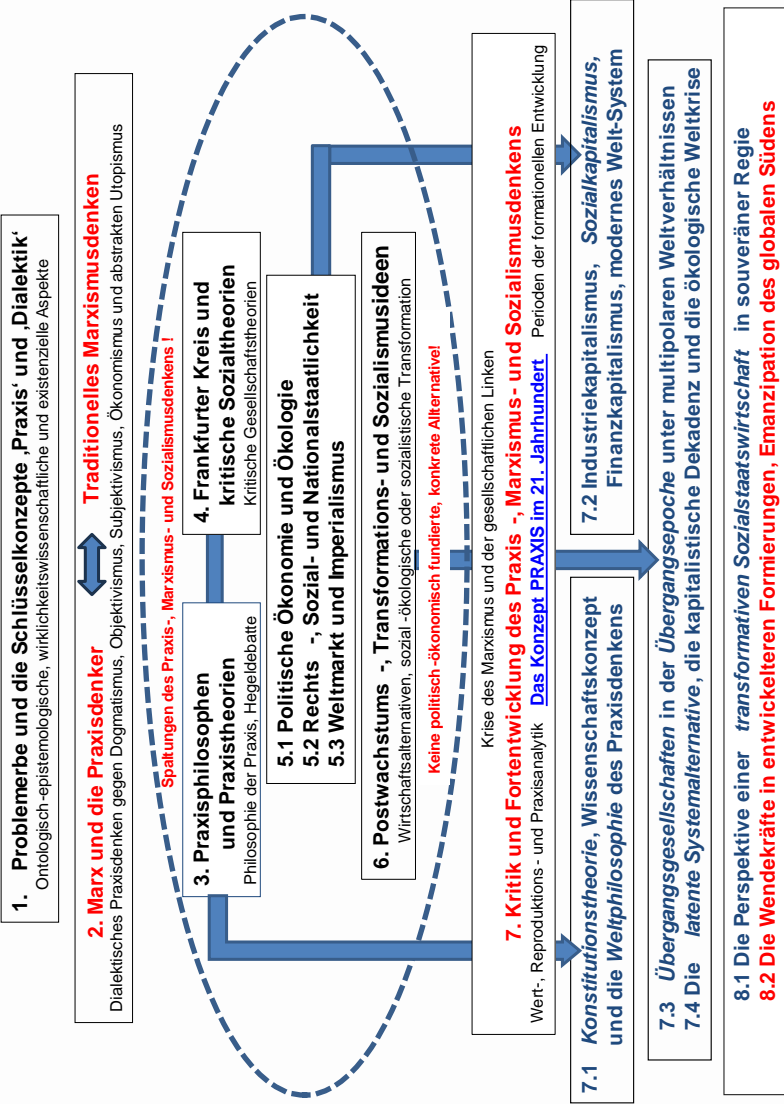 1. Problemerbe und die Schlüsselkonzepte ‚Praxis‘ und ‚Dialektik‘
Ontologisch-epistemologische, wirklichkeitswissenschaftliche und existenzielle Aspekte
2. Marx und die Praxisdenker
Traditionelles Marxismusdenken
Dialektisches Praxisdenken gegen Dogmatismus, Objektivismus, Subjektivismus, Ökonomismus und abstrakten Utopismus
Spaltungen des Praxis-, Marxismus- und Sozialismusdenkens !
3. Praxisphilosophen
und Praxistheorien
Philosophie der Praxis, Hegeldebatte
4. Frankfurter Kreis und
kritische Sozialtheorien
Kritische Gesellschaftstheorien
5.1 Politische Ökonomie und Ökologie
5.2 Rechts -, Sozial- und Nationalstaatlichkeit
5.3 Weltmarkt und Imperialismus
6. Postwachstums -, Transformations- und Sozialismusideen
Wirtschaftsalternativen, sozial -ökologische oder sozialistische Transformation
Keine politisch -ökonomisch fundierte, konkrete Allternative!
Krise des Marxismus und der gesellschaftlichen Linken
7. Kritik und Fortentwicklung des Praxis -, Marxismus- und Sozialismusdenkens
Wert-, Reproduktions - und Praxisanalytik Das Konzept PRAXIS im 21. Jahrhundert Perioden der formationellen Entwicklung
7.1 Konstitutionstheorie, Wissenschaftskonzept
und die Weltphilosophie des Praxisdenkens
7.2 Industriekapitalismus, Sozialkapitalismus,
Finanzkapitalismus, modernes Welt-System
7.3 Übergangsgesellschaften in der Übergangsepoche unter multipolaren Weltverhältnissen
7.4 Die latente Systemalternative, die kapitalistische Dekadenz und die ökologische Weltkrise
8.1 Die Perspektive einer transformativen Sozialstaatswirtschaft in souveräner Regie
8.2 Die Wendekräfte in entwickelteren Formierungen, Emanzipation des globalen Südens